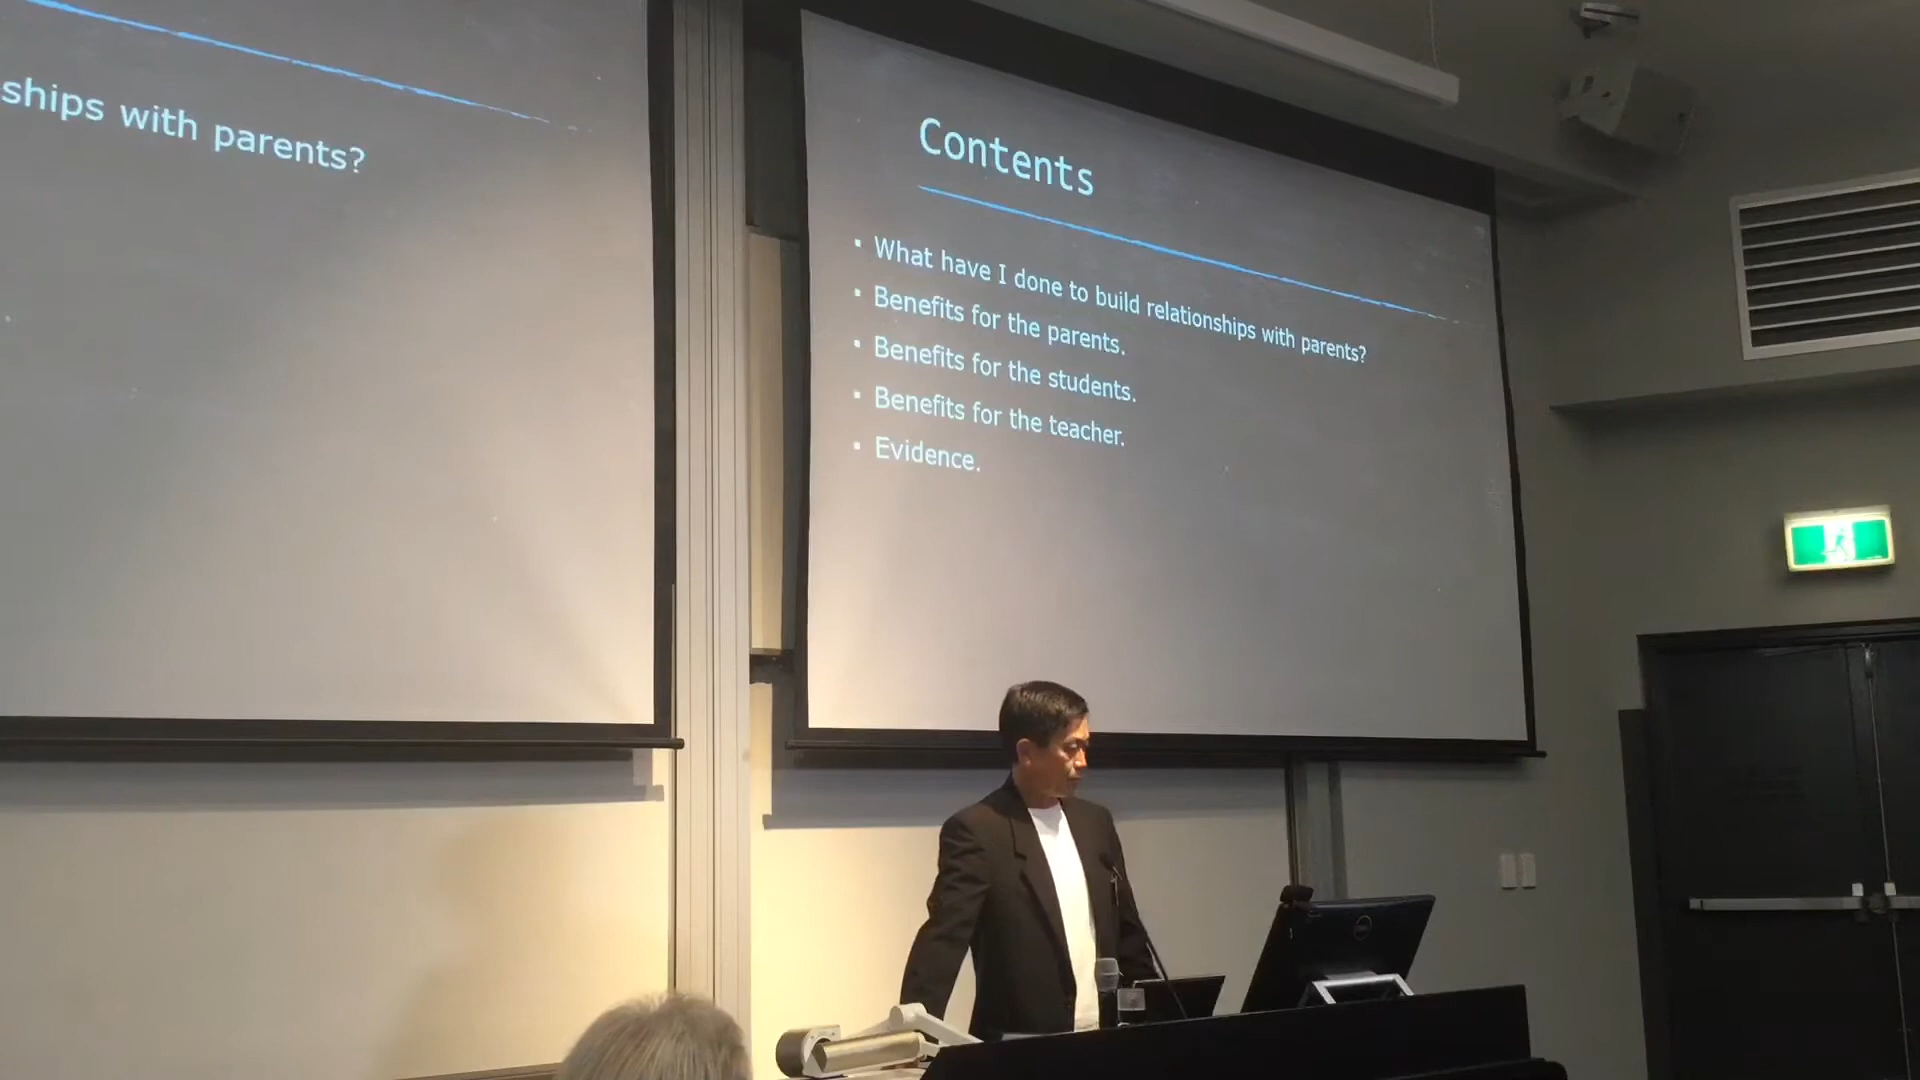 ships with parents?
Contents
▪ What have I done to build relationships with parents?
▪ Benefits for the parents.
▪ Benefits for the students.
▪ Benefits for the teacher.
▪ Evidence.
DELL